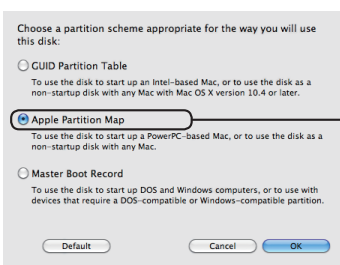 Choose a partition scheme appropriate for the way you will use
this disk:
GUID Partition Table
To use the disk to start up an Intel-based Mac, or to use the disk as a
non-startup disk with any Mac with Mac OS X version 10.4 or later.
Apple Partition Map
To use the disk to start up a PowerPC-based Mac, or to use the disk as a
non-startup disk with any Mac.
Master Boot Record
To use the disk to start up DOS and Windows computers, or to use with
devices that require a DOS-compatible or Windows-compatible partition.
Default Cancel OK